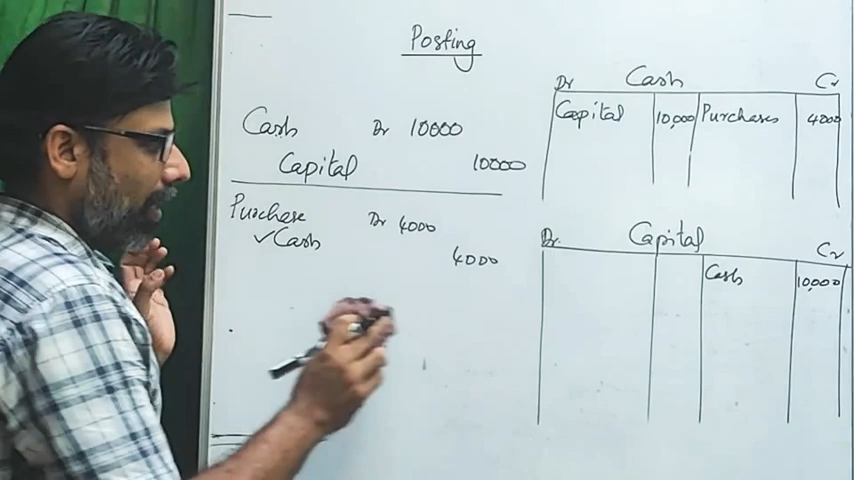 Posting
Cash Dr 10000
Capital 10000
Purchase Dr 4000
✓Cash
4000
Dr Cash Cr
Capital 10,000 Purchases 4000
Dr. Capital Cr
Cash 10,000